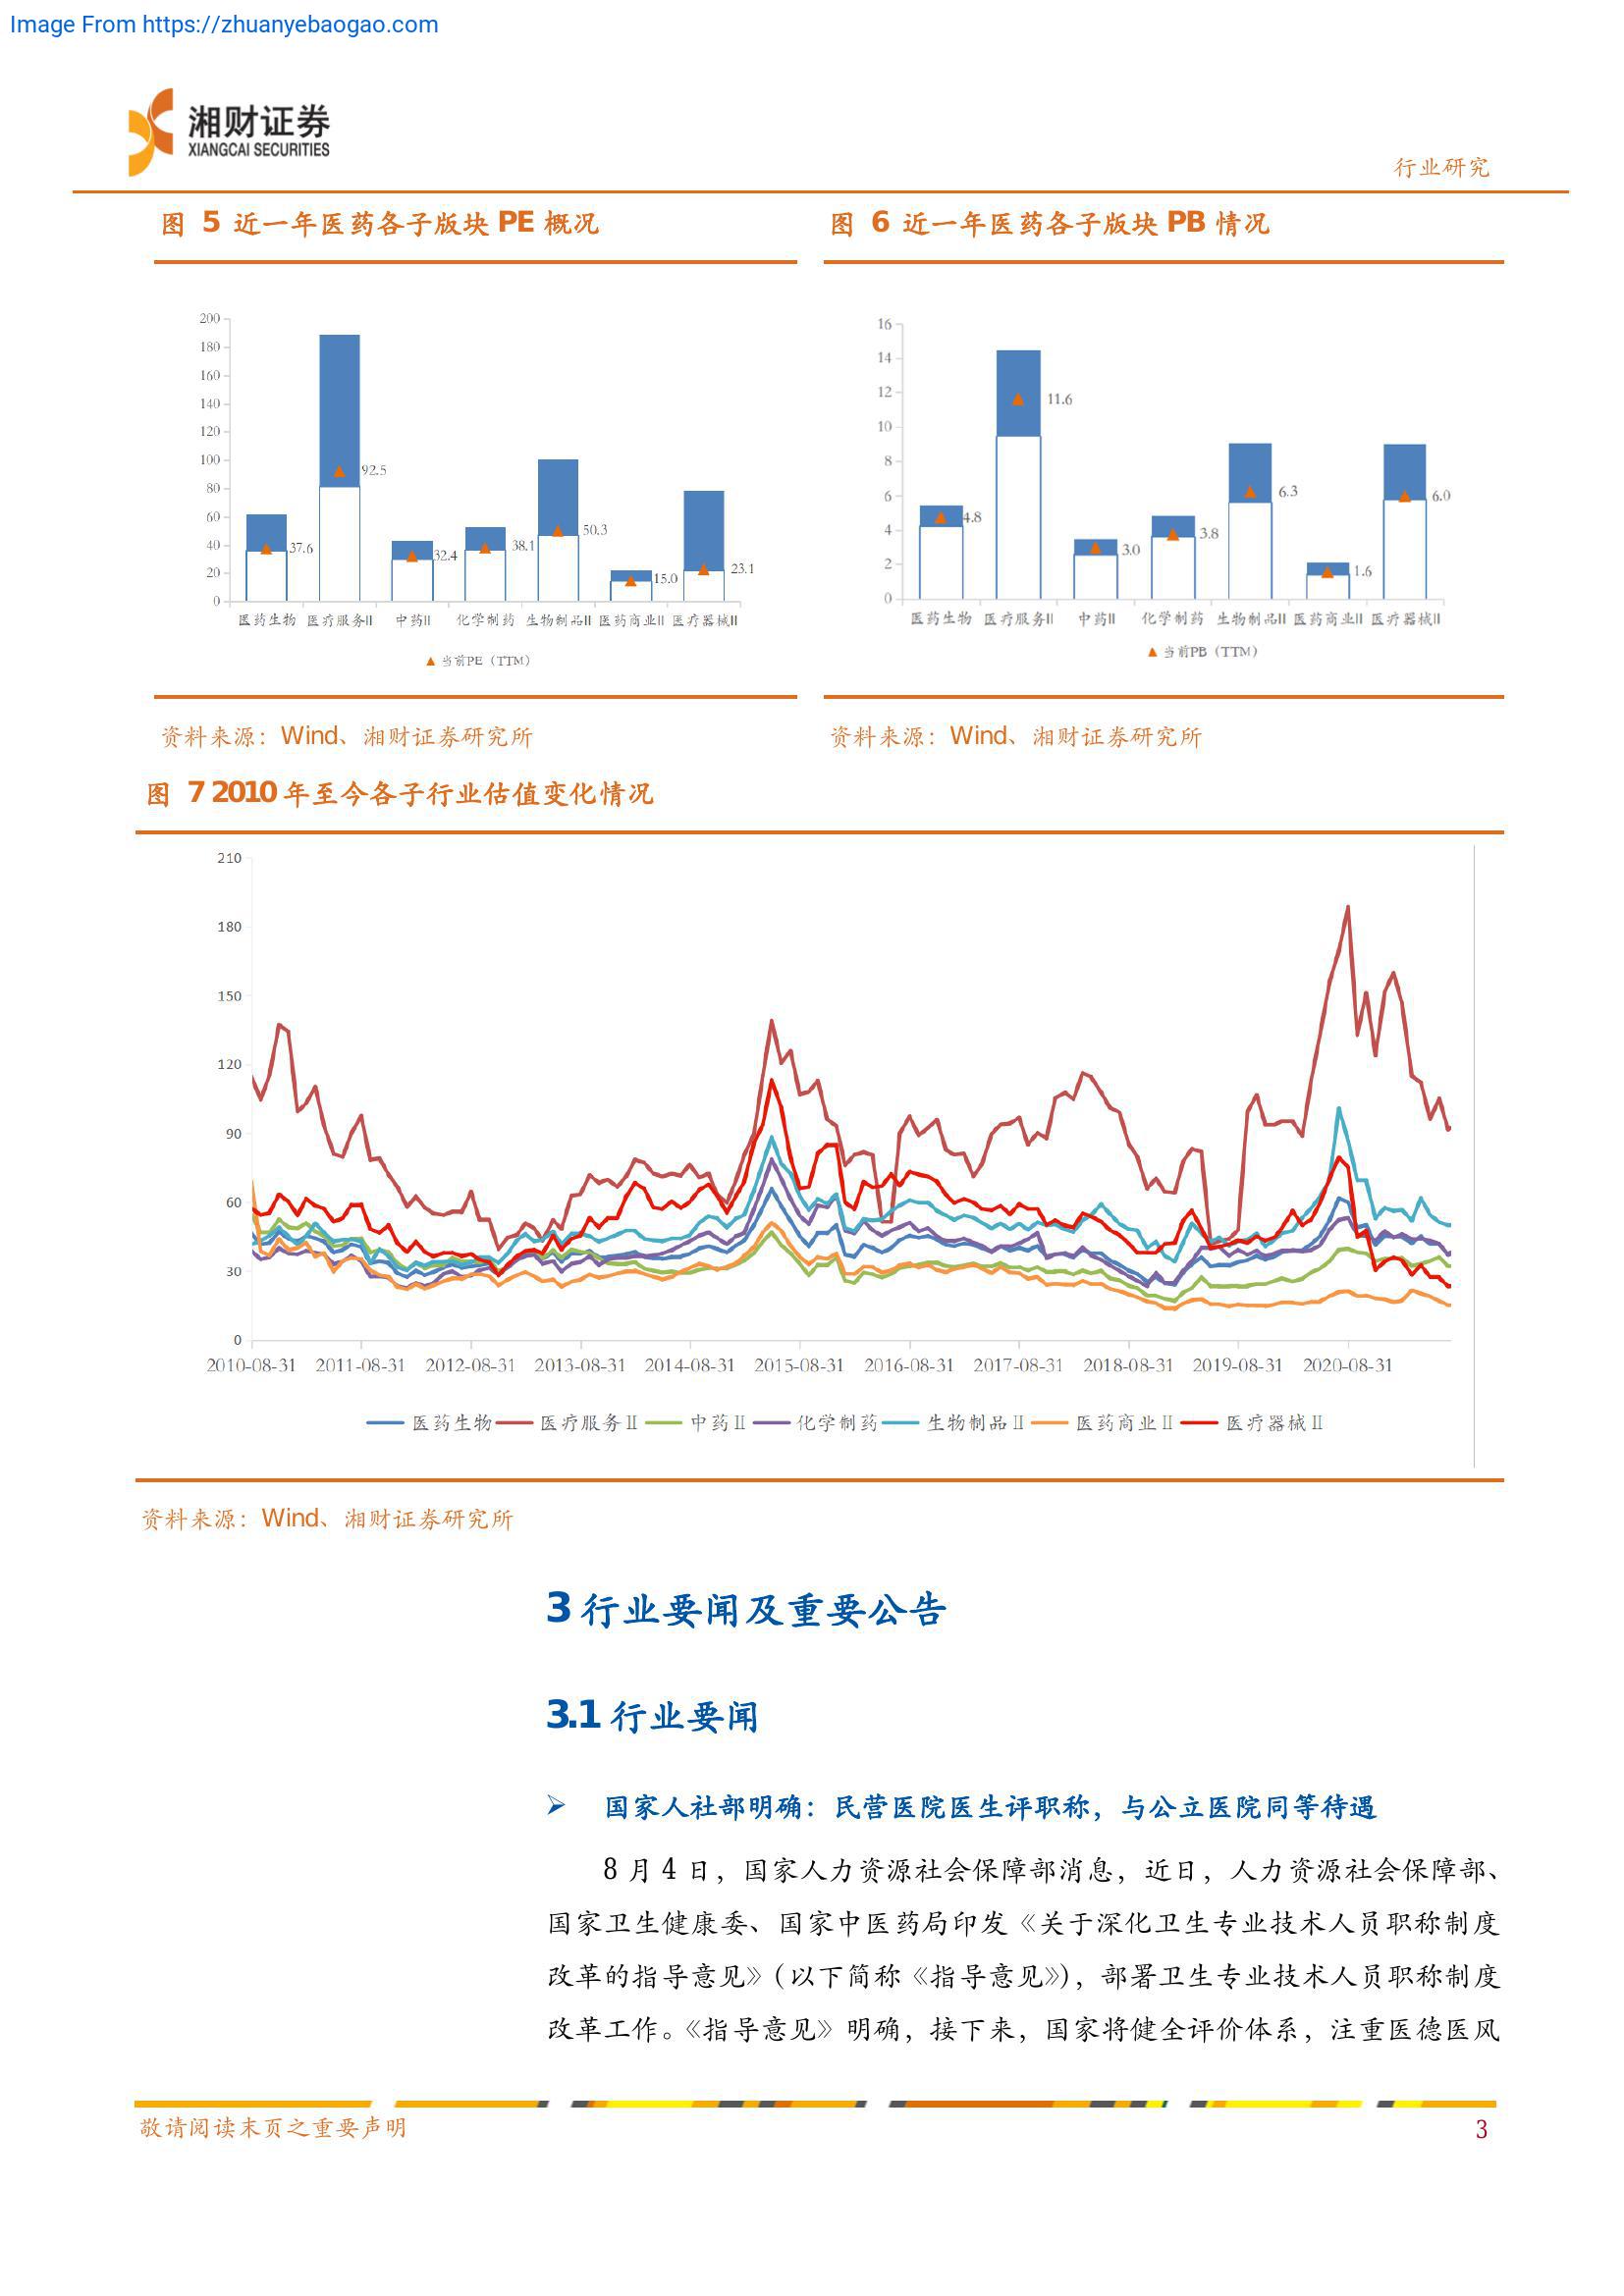 Image From https://zhuanyebaogao.com
湘财证券
XIANGCAI SECURITIES
行业研究
图 5 近一年医药各子版块 PE 概况
200
180
160
140
120
100
80
60
40
20
0
37.6
92.5
32.4
38.1
50.3
15.0
23.1
医药生物 医疗服务II 中药II 化学制药 生物制品II 医药商业II 医疗器械II
▲ 当前PE（TTM）
资料来源：Wind、湘财证券研究所
图 6 近一年医药各子版块 PB 情况
16
14
12
10
8
6
4
2
0
4.8
11.6
3.0
3.8
6.3
1.6
6.0
医药生物 医疗服务II 中药II 化学制药 生物制品II 医药商业II 医疗器械II
▲ 当前PB（TTM）
资料来源：Wind、湘财证券研究所
图 7 2010 年至今各子行业估值变化情况
210
180
150
120
90
60
30
0
2010-08-31 2011-08-31 2012-08-31 2013-08-31 2014-08-31 2015-08-31 2016-08-31 2017-08-31 2018-08-31 2019-08-31 2020-08-31
医药生物 医疗服务Ⅱ 中药Ⅱ 化学制药 生物制品Ⅱ 医药商业Ⅱ 医疗器械Ⅱ
资料来源：Wind、湘财证券研究所
3 行业要闻及重要公告
3.1 行业要闻
➢ 国家人社部明确：民营医院医生评职称，与公立医院同等待遇
8 月 4 日，国家人力资源社会保障部消息，近日，人力资源社会保障部、
国家卫生健康委、国家中医药局印发《关于深化卫生专业技术人员职称制度
改革的指导意见》（以下简称《指导意见》），部署卫生专业技术人员职称制度
改革工作。《指导意见》明确，接下来，国家将健全评价体系，注重医德医风
敬请阅读末页之重要声明
3